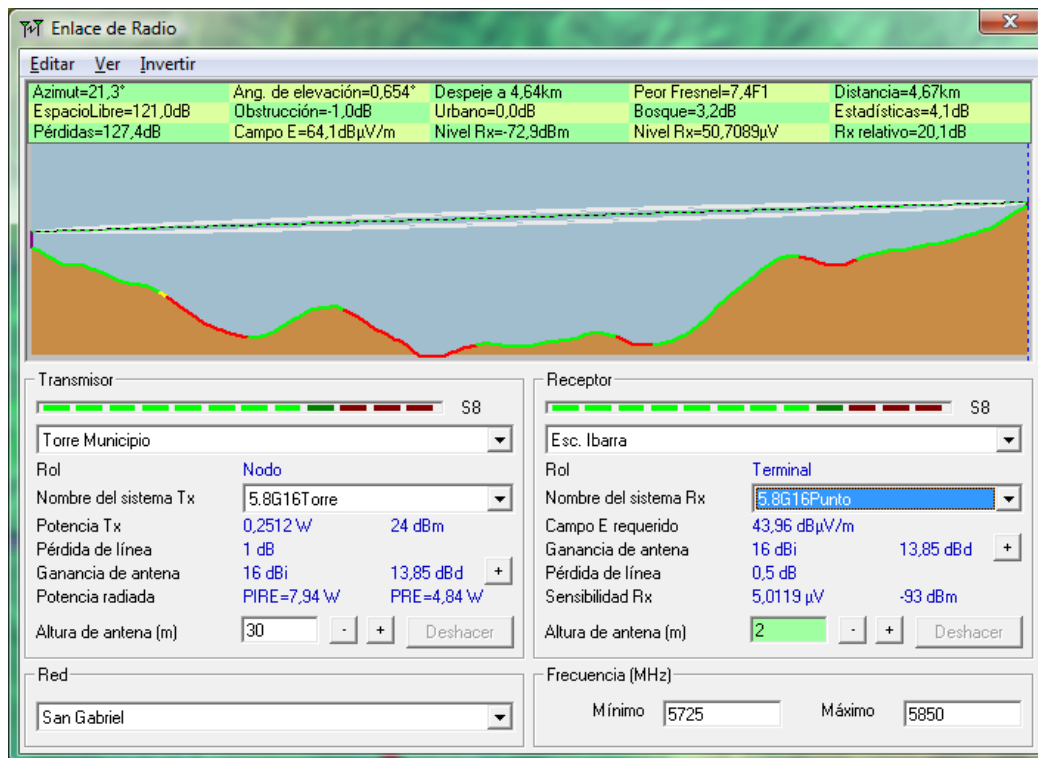 Enlace de Radio
Editar Ver Invertir
Azimut=21,3° Ang. de elevación=0,654° Despeje a 4,64km Peor Fresnel=7,4F1 Distancia=4,67km
EspacioLibre=121,0dB Obstrucción=-1,0dB Urbano=0,0dB Bosque=3,2dB Estadísticas=4,1dB
Pérdidas=127,4dB Campo E=64,1dBµV/m Nivel Rx=-72,9dBm Nivel Rx=50,7089µV Rx relativo=20,1dB
Transmisor
S8
Torre Municipio
Rol Nodo
Nombre del sistema Tx 5.8G16Torre
Potencia Tx 0,2512 W 24 dBm
Pérdida de línea 1 dB
Ganancia de antena 16 dBi 13,85 dBd +
Potencia radiada PIRE=7,94 W PRE=4,84 W
Altura de antena (m) 30 - + Deshacer
Red
San Gabriel
Receptor
S8
Esc. Ibarra
Rol Terminal
Nombre del sistema Rx 5.8G16Punto
Campo E requerido 43,96 dBµV/m
Ganancia de antena 16 dBi 13,85 dBd +
Pérdida de línea 0,5 dB
Sensibilidad Rx 5,0119 µV -93 dBm
Altura de antena (m) 2 - + Deshacer
Frecuencia (MHz)
Mínimo 5725 Máximo 5850